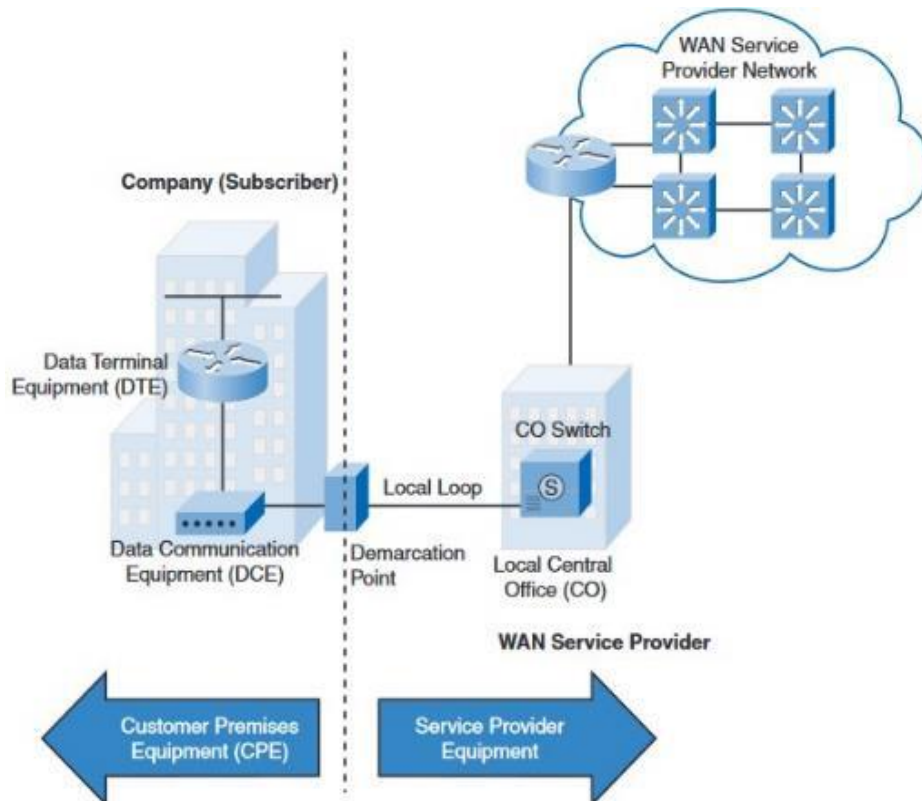 WAN Service
Provider Network
Company (Subscriber)
Data Terminal
Equipment (DTE)
CO Switch
S
Local Loop
Data Communication
Equipment (DCE)
Demarcation
Point
Local Central
Office (CO)
WAN Service Provider
Customer Premises
Equipment (CPE)
Service Provider
Equipment